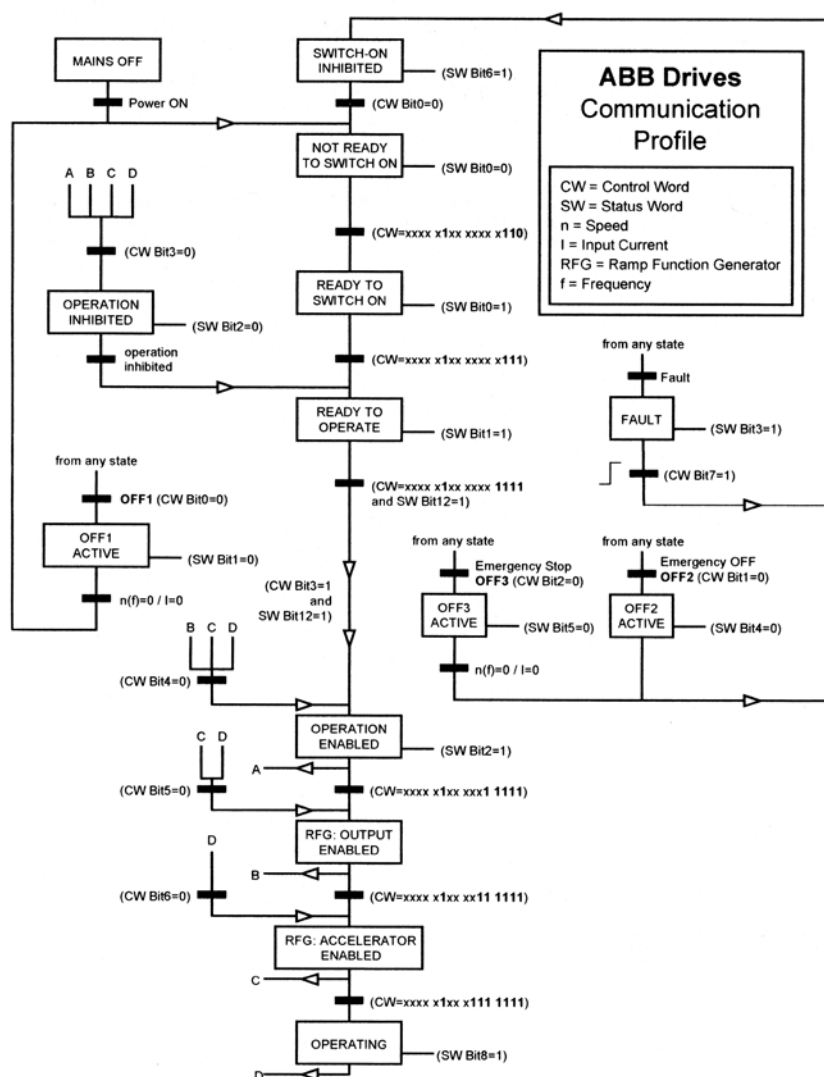 MAINS OFF
Power ON
SWITCH-ON
INHIBITED
(SW Bit6=1)
(CW Bit0=0)
NOT READY
TO SWITCH ON
(SW Bit0=0)
ABB Drives
Communication
Profile
CW = Control Word
SW = Status Word
n = Speed
I = Input Current
RFG = Ramp Function Generator
f = Frequency
A B C D
(CW Bit3=0)
OPERATION
INHIBITED
(SW Bit2=0)
operation
inhibited
(CW=xxxx x1xx xxxx x110)
READY TO
SWITCH ON
(SW Bit0=1)
(CW=xxxx x1xx xxxx x111)
READY TO
OPERATE
(SW Bit1=1)
(CW=xxxx x1xx xxxx 1111
and SW Bit12=1)
from any state
Fault
FAULT
(SW Bit3=1)
(CW Bit7=1)
from any state
OFF1 (CW Bit0=0)
OFF1
ACTIVE
(SW Bit1=0)
n(f)=0 / I=0
(CW Bit3=1
and
SW Bit12=1)
from any state
Emergency Stop
OFF3 (CW Bit2=0)
OFF3
ACTIVE
(SW Bit5=0)
n(f)=0 / I=0
from any state
Emergency OFF
OFF2 (CW Bit1=0)
OFF2
ACTIVE
(SW Bit4=0)
B C D
(CW Bit4=0)
OPERATION
ENABLED
(SW Bit2=1)
A
C D
(CW Bit5=0)
(CW=xxxx x1xx xxx1 1111)
RFG: OUTPUT
ENABLED
B
D
(CW Bit6=0)
(CW=xxxx x1xx xx11 1111)
RFG: ACCELERATOR
ENABLED
C
(CW=xxxx x1xx x111 1111)
OPERATING
(SW Bit8=1)
D